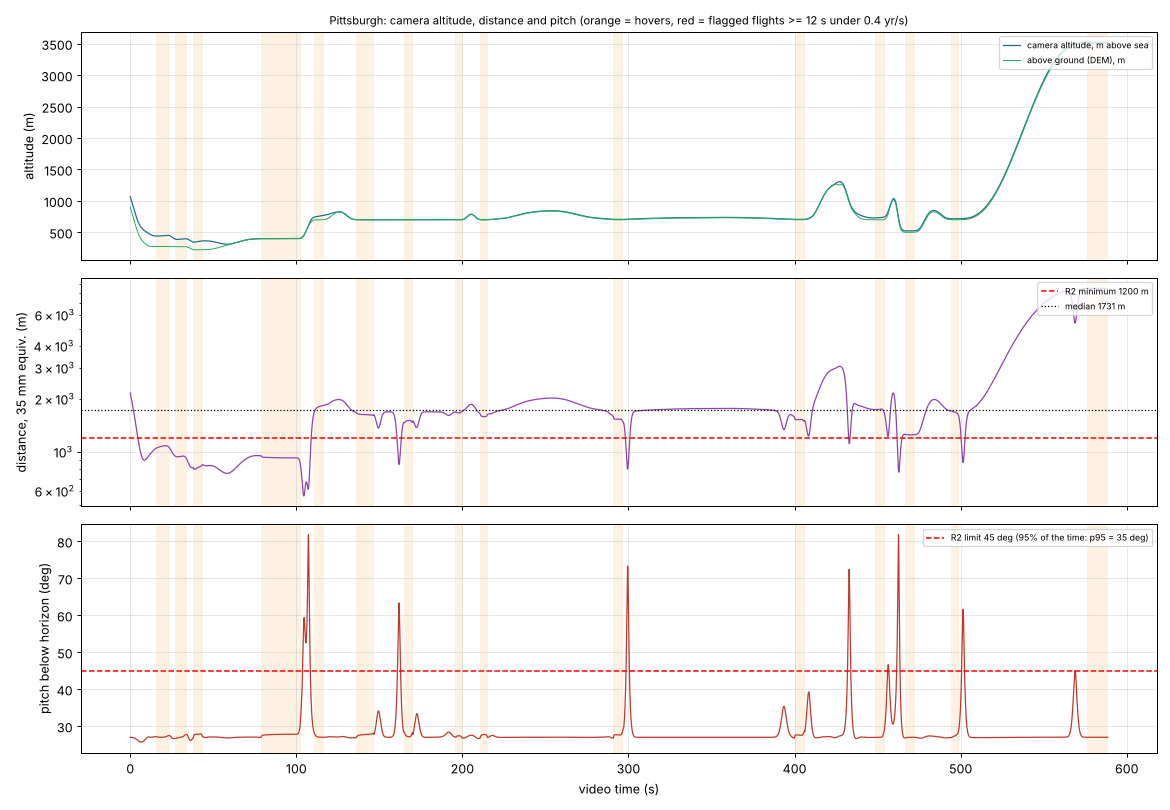 Pittsburgh: camera altitude, distance and pitch (orange = hovers, red = flagged flights >= 12 s under 0.4 yr/s)
altitude (m)
3500
3000
2500
2000
1500
1000
500
camera altitude, m above sea
above ground (DEM), m
distance, 35 mm equiv. (m)
6 × 10³
4 × 10³
3 × 10³
2 × 10³
10³
6 × 10²
R2 minimum 1200 m
median 1731 m
pitch below horizon (deg)
80
70
60
50
40
30
R2 limit 45 deg (95% of the time: p95 = 35 deg)
0 100 200 300 400 500 600
video time (s)